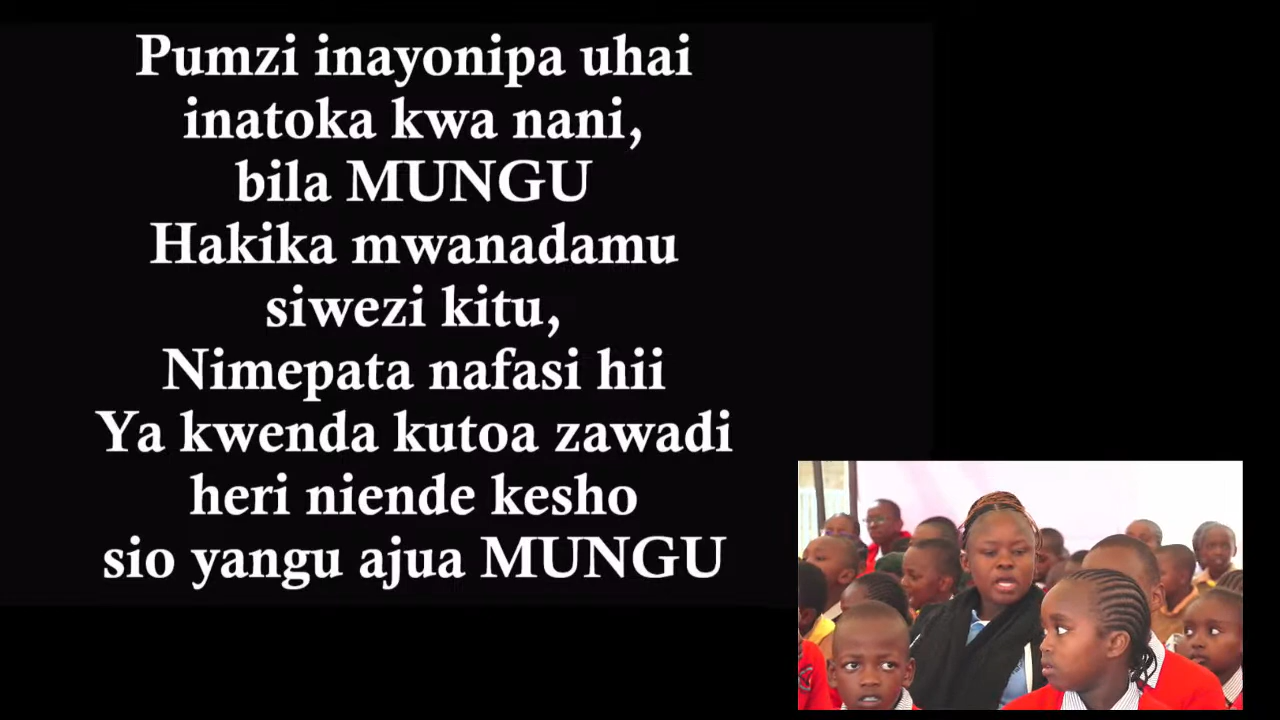 Pumzi inayonipa uhai
inatoka kwa nani,
bila MUNGU
Hakika mwanadamu
siwezi kitu,
Nimepata nafasi hii
Ya kwenda kutoa zawadi
heri niende kesho
sio yangu ajua MUNGU